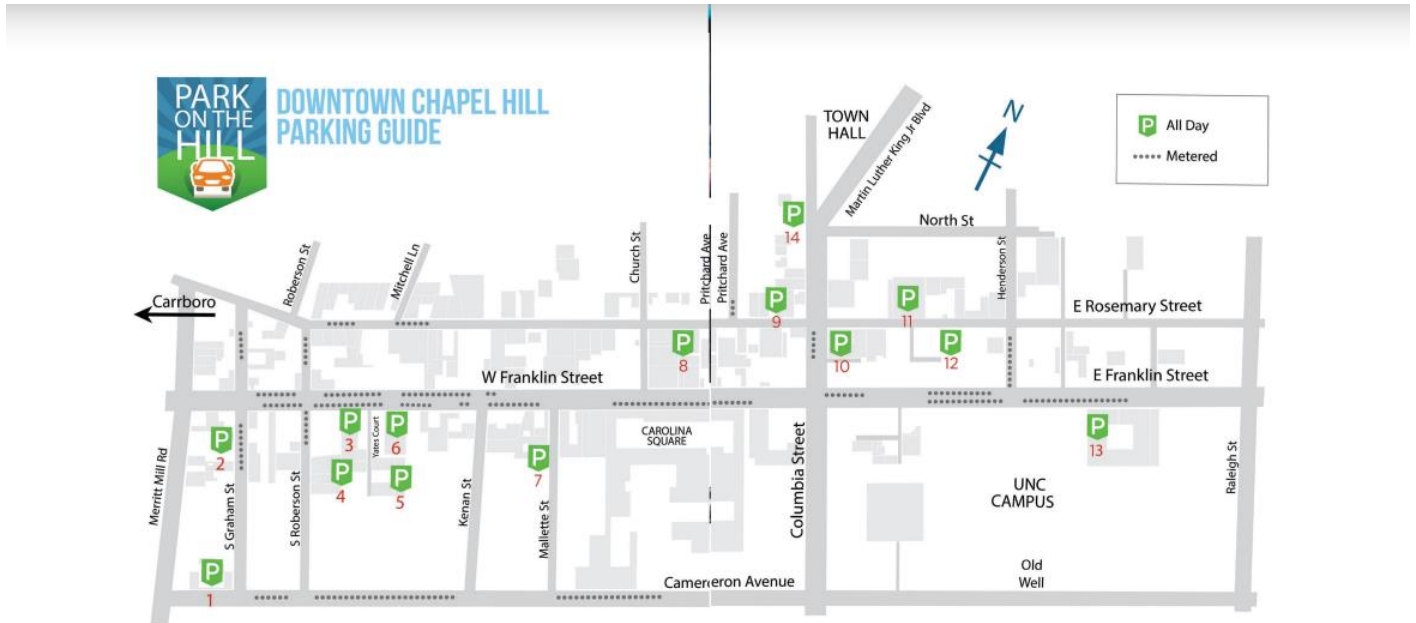 PARK
ON THE
HILL
DOWNTOWN CHAPEL HILL
PARKING GUIDE
TOWN
HALL
Martin Luther King Jr Blvd
N
P All Day
Metered
North St
P
14
Roberson St
Mitchell Ln
Church St
Pritchard Ave
Pritchard Ave
Henderson St
Carrboro
P
9
P
11
E Rosemary Street
P
8
P
10
P
12
W Franklin Street
E Franklin Street
P
2
P
3
Yates Court
P
6
P
4
P
5
P
7
CAROLINA
SQUARE
P
13
Merritt Mill Rd
S Graham St
S Roberson St
Kenan St
Mallette St
Columbia Street
UNC
CAMPUS
Raleigh St
P
1
Cameeron Avenue
Old
Well